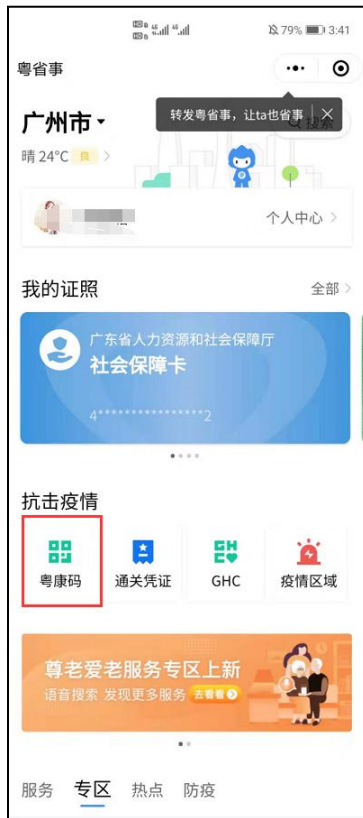 79% 3:41
粤省事
转发粤省事，让ta也省事
广州市
晴 24°C 良
个人中心
我的证照 全部
广东省人力资源和社会保障厅
社会保障卡
4****************2
抗击疫情
粤康码 通关凭证 GHC 疫情区域
尊老爱老服务专区上新
语音搜索 发现更多服务 去看看
服务 专区 热点 防疫